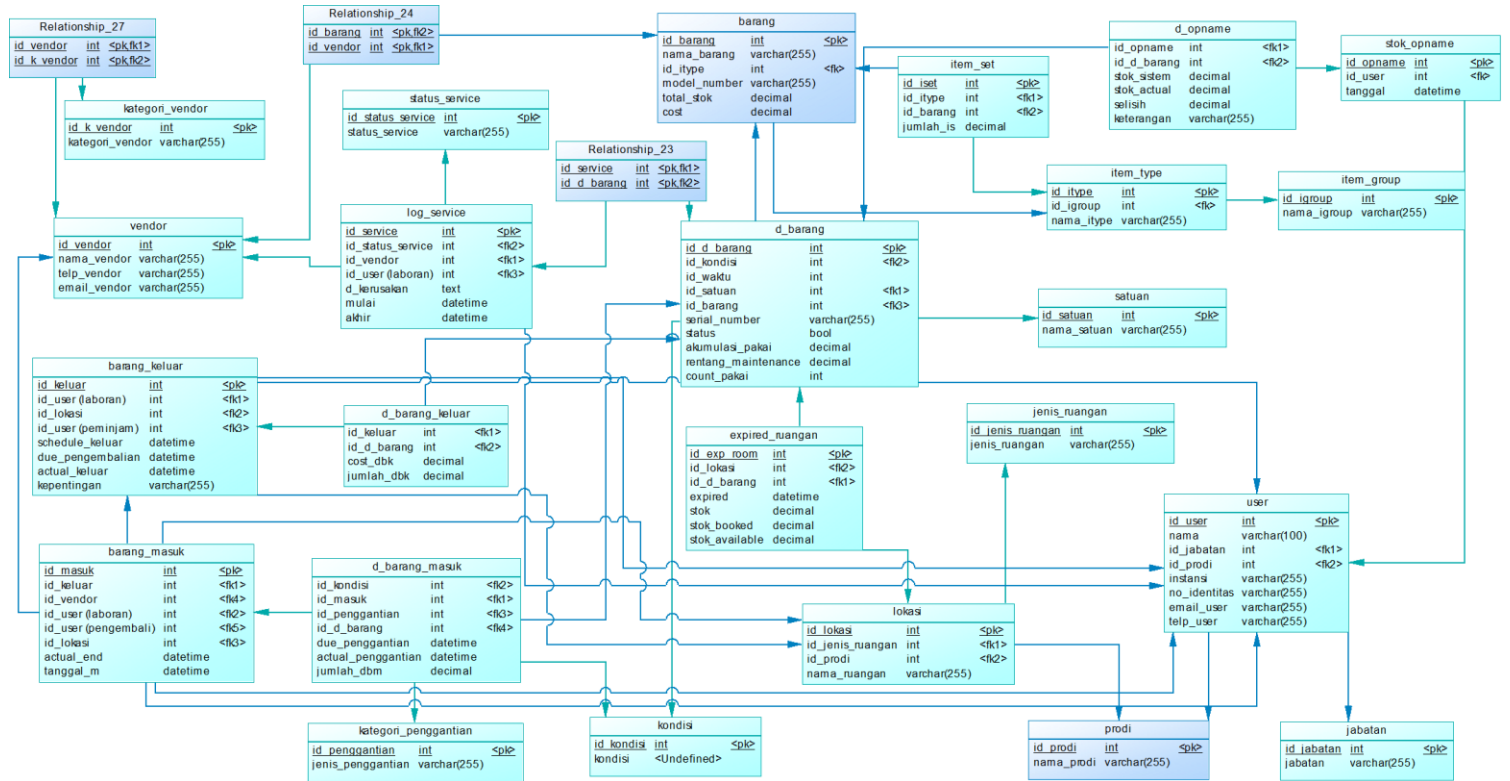 Relationship_27
id_vendor int <pk,fk1>
id_k_vendor int <pk,fk2>
Relationship_24
id_barang int <pk,fk2>
id_vendor int <pk,fk1>
barang
id_barang int <pk>
nama_barang varchar(255)
id_itype int <fk>
model_number varchar(255)
total_stok decimal
cost decimal
item_set
id_iset int <pk>
id_itype int <fk1>
id_barang int <fk2>
jumlah_is decimal
d_opname
id_opname int <fk1>
id_d_barang int <fk2>
stok_sistem decimal
stok_actual decimal
selisih decimal
keterangan varchar(255)
stok_opname
id_opname int <pk>
id_user int <fk>
tanggal datetime
kategori_vendor
id_k_vendor int <pk>
kategori_vendor varchar(255)
status_service
id_status_service int <pk>
status_service varchar(255)
Relationship_23
id_service int <pk,fk1>
id_d_barang int <pk,fk2>
item_type
id_itype int <pk>
id_igroup int <fk>
nama_itype varchar(255)
item_group
id_igroup int <pk>
nama_igroup varchar(255)
vendor
id_vendor int <pk>
nama_vendor varchar(255)
telp_vendor varchar(255)
email_vendor varchar(255)
log_service
id_service int <pk>
id_status_service int <fk2>
id_vendor int <fk1>
id_user (laboran) int <fk3>
d_kerusakan text
mulai datetime
akhir datetime
d_barang
id_d_barang int <pk>
id_kondisi int <fk2>
id_waktu int
id_satuan int <fk1>
id_barang int <fk3>
serial_number varchar(255)
status bool
akumulasi_pakai decimal
rentang_maintenance decimal
count_pakai int
satuan
id_satuan int <pk>
nama_satuan varchar(255)
barang_keluar
id_keluar int <pk>
id_user (laboran) int <fk1>
id_lokasi int <fk2>
id_user (peminjam) int <fk3>
schedule_keluar datetime
due_pengembalian datetime
actual_keluar datetime
kepentingan varchar(255)
d_barang_keluar
id_keluar int <fk1>
id_d_barang int <fk2>
cost_dbk decimal
jumlah_dbk decimal
expired_ruangan
id_exp_room int <pk>
id_lokasi int <fk2>
id_d_barang int <fk1>
expired datetime
stok decimal
stok_booked decimal
stok_available decimal
jenis_ruangan
id_jenis_ruangan int <pk>
jenis_ruangan varchar(255)
user
id_user int <pk>
nama varchar(100)
id_jabatan int <fk1>
id_prodi int <fk2>
instansi varchar(255)
no_identitas varchar(255)
email_user varchar(255)
telp_user varchar(255)
barang_masuk
id_masuk int <pk>
id_keluar int <fk1>
id_vendor int <fk4>
id_user (laboran) int <fk2>
id_user (pengembali) int <fk5>
id_lokasi int <fk3>
actual_end datetime
tanggal_m datetime
d_barang_masuk
id_kondisi int <fk2>
id_masuk int <fk1>
id_penggantian int <fk3>
id_d_barang int <fk4>
due_penggantian datetime
actual_penggantian datetime
jumlah_dbm decimal
lokasi
id_lokasi int <pk>
id_jenis_ruangan int <fk1>
id_prodi int <fk2>
nama_ruangan varchar(255)
kategori_penggantian
id_penggantian int <pk>
jenis_penggantian varchar(255)
kondisi
id_kondisi int <pk>
kondisi <Undefined>
prodi
id_prodi int <pk>
nama_prodi varchar(255)
jabatan
id_jabatan int <pk>
jabatan varchar(255)